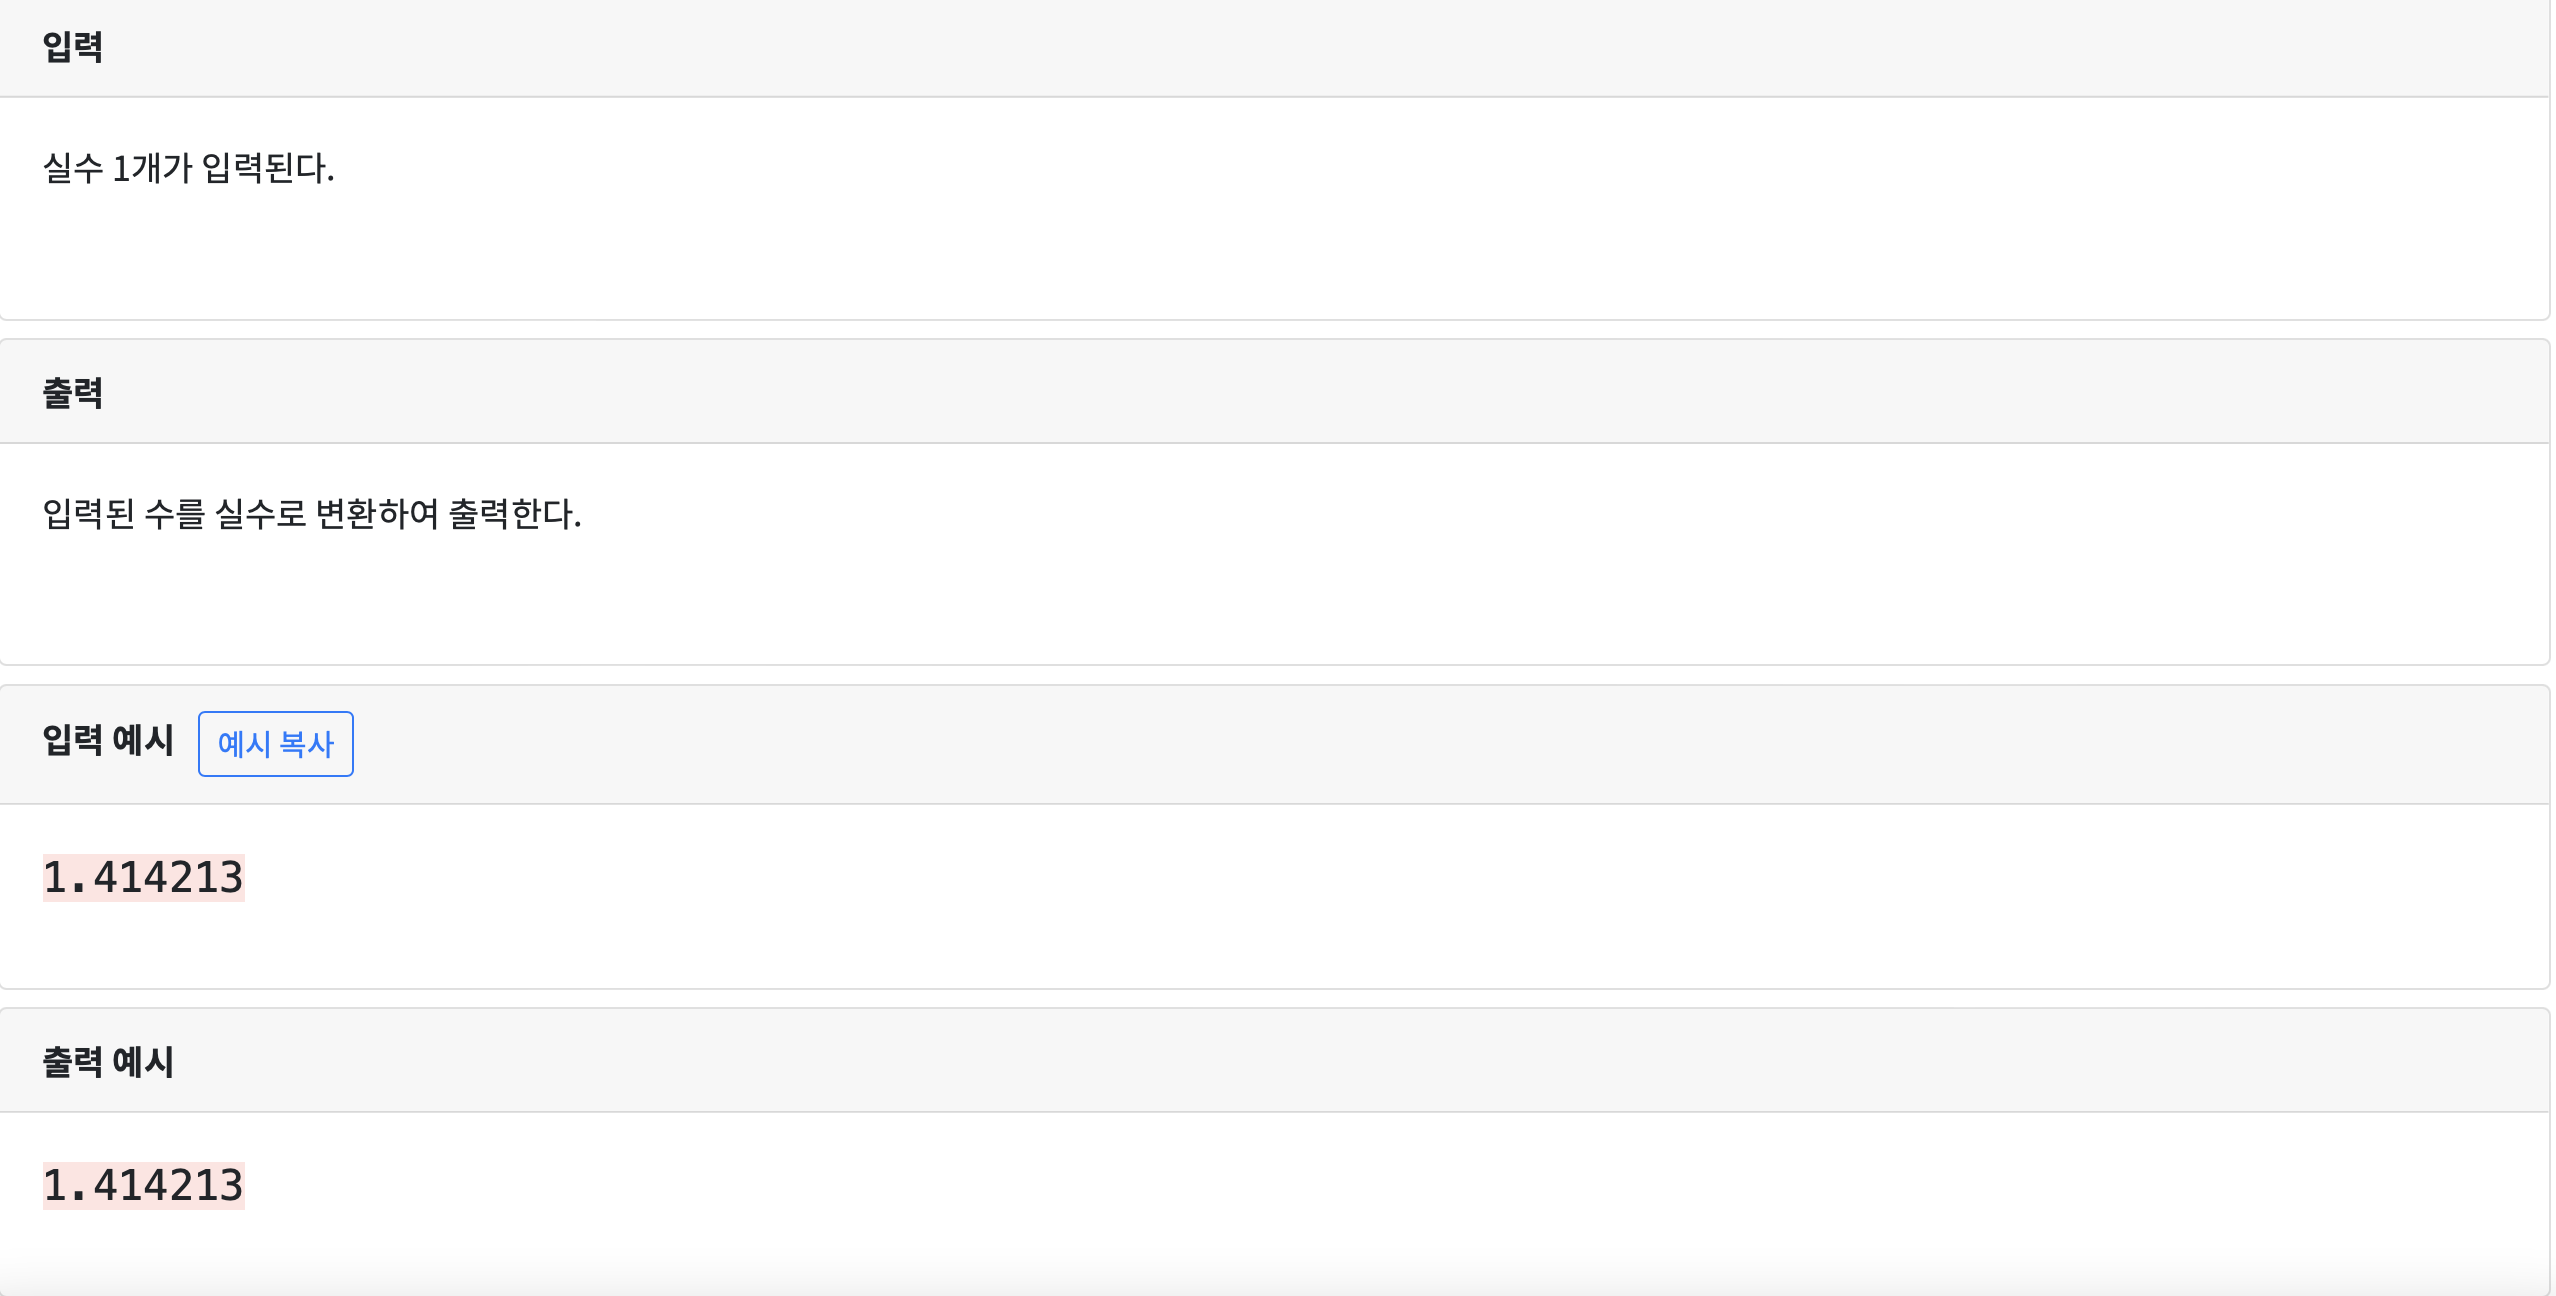 입력
실수 1개가 입력된다.
출력
입력된 수를 실수로 변환하여 출력한다.
입력 예시 예시 복사
1.414213
출력 예시
1.414213